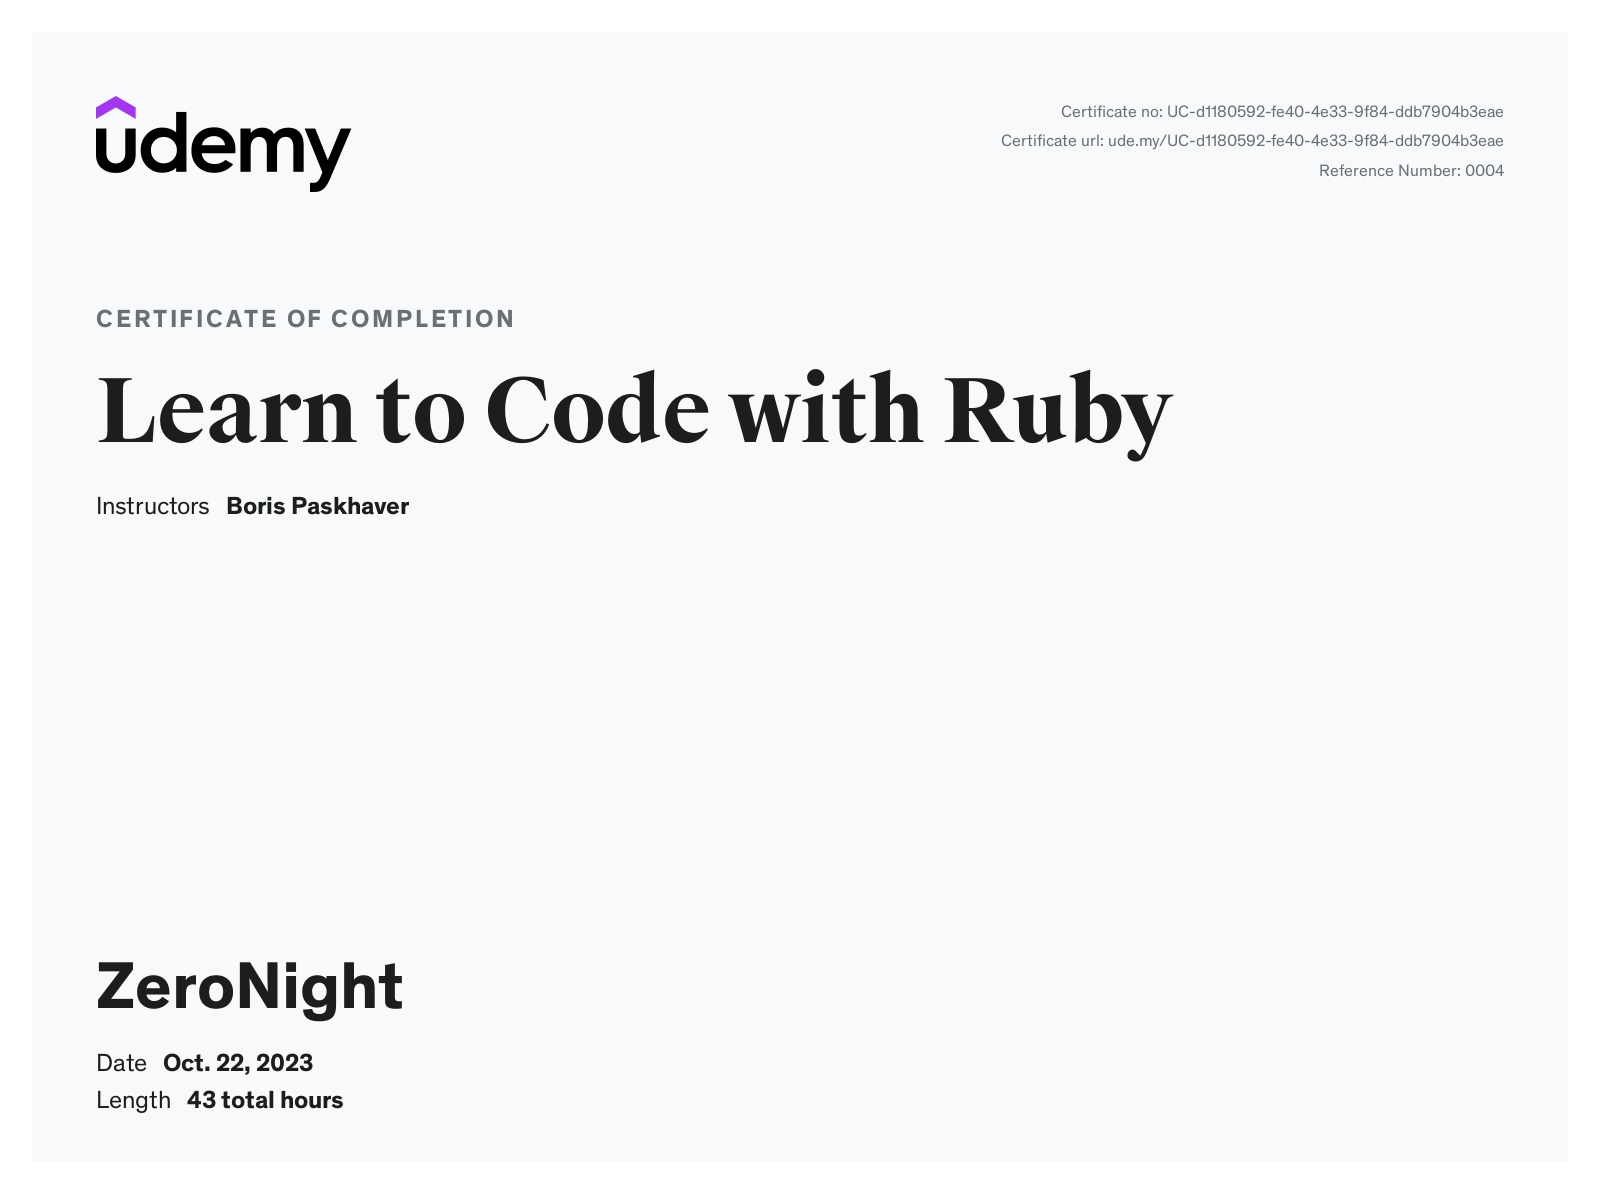 udemy
Certificate no: UC-d1180592-fe40-4e33-9f84-ddb7904b3eae
Certificate url: ude.my/UC-d1180592-fe40-4e33-9f84-ddb7904b3eae
Reference Number: 0004
CERTIFICATE OF COMPLETION
Learn to Code with Ruby
Instructors Boris Paskhaver
ZeroNight
Date Oct. 22, 2023
Length 43 total hours